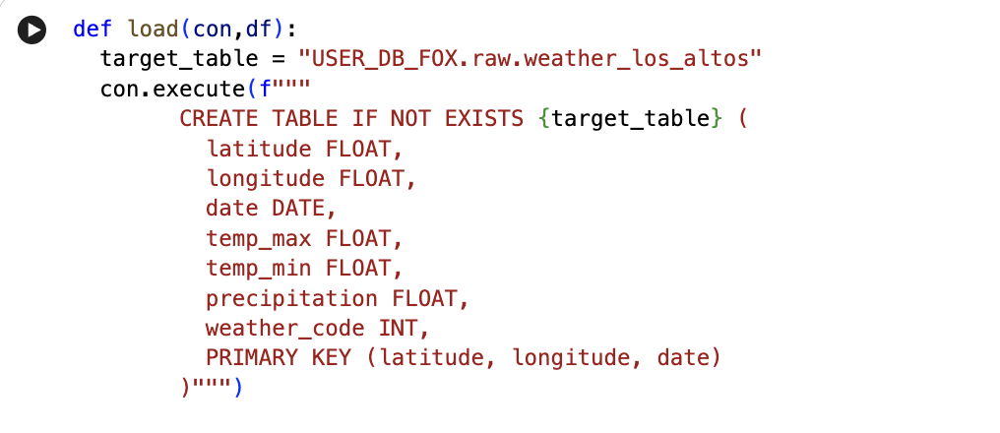 def load(con,df):
  target_table = "USER_DB_FOX.raw.weather_los_altos"
  con.execute(f"""
        CREATE TABLE IF NOT EXISTS {target_table} (
          latitude FLOAT,
          longitude FLOAT,
          date DATE,
          temp_max FLOAT,
          temp_min FLOAT,
          precipitation FLOAT,
          weather_code INT,
          PRIMARY KEY (latitude, longitude, date)
        )""")